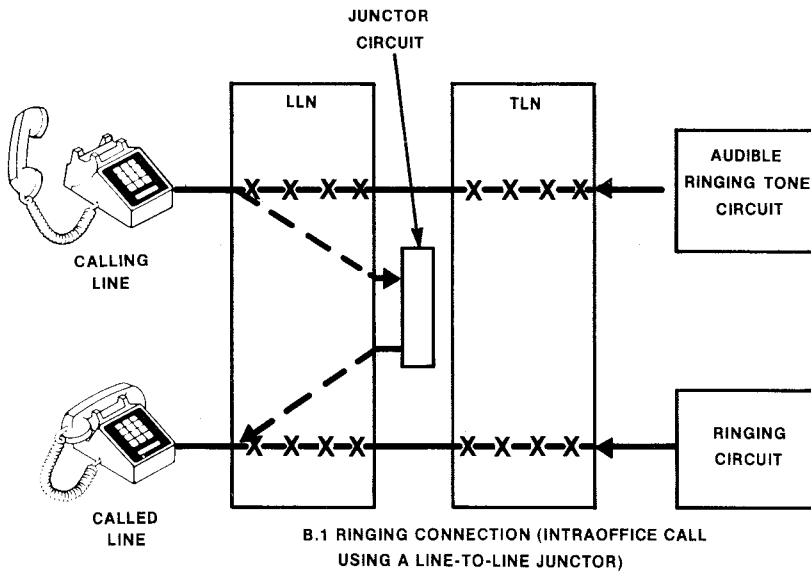 JUNCTOR
CIRCUIT
LLN
TLN
AUDIBLE
RINGING TONE
CIRCUIT
CALLING
LINE
RINGING
CIRCUIT
CALLED
LINE
B.1 RINGING CONNECTION (INTRAOFFICE CALL
USING A LINE-TO-LINE JUNCTOR)